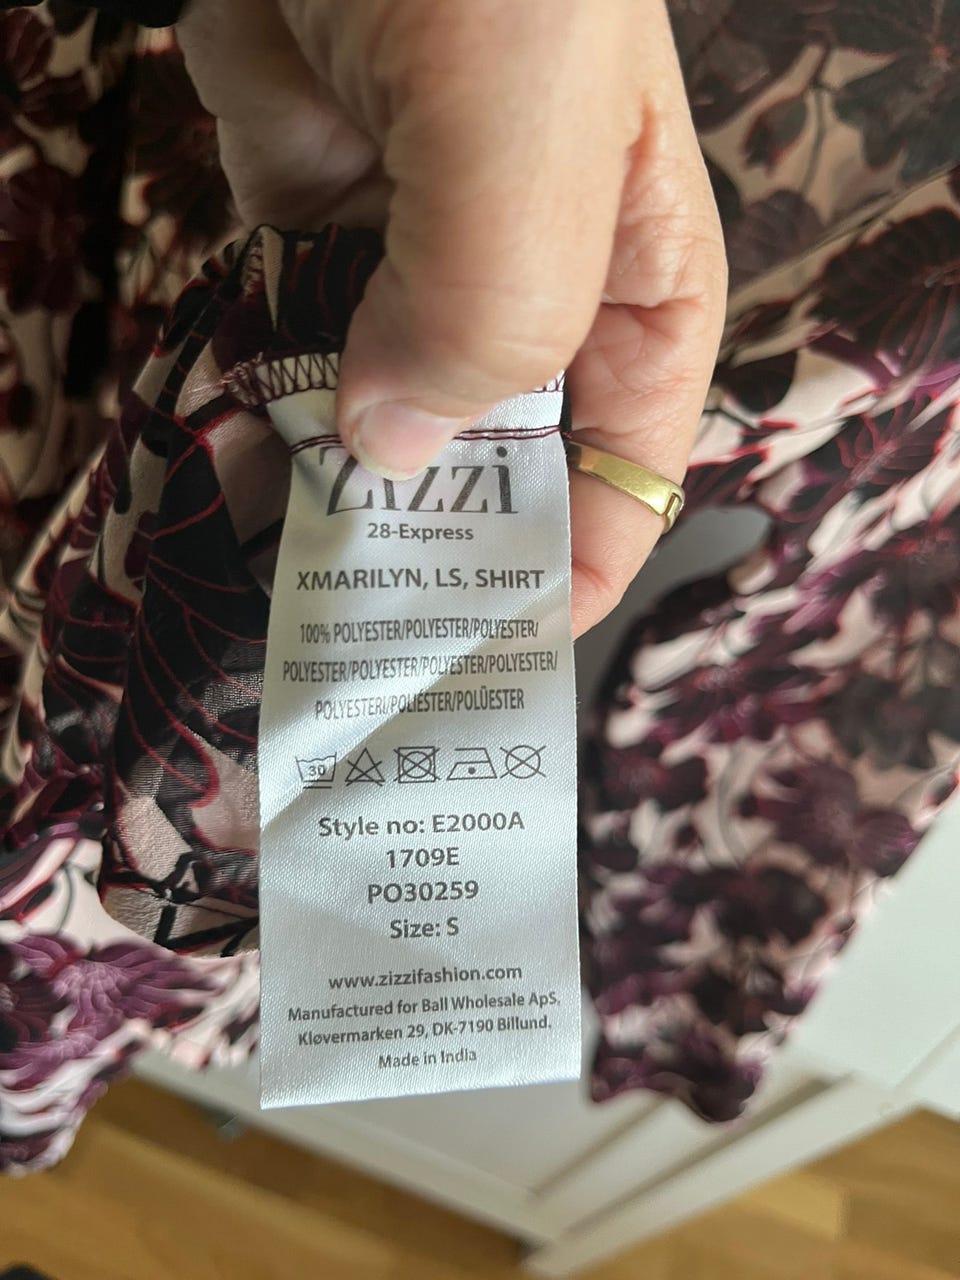 Zizzi
28-Express
XMARILYN, LS, SHIRT
100% POLYESTER/POLYESTER/POLYESTER/
POLYESTER/POLYESTER/POLYESTER/POLYESTER/
POLYESTERI/POLIÉSTER/POLÜESTER
30
Style no: E2000A
1709E
PO30259
Size: S
www.zizzifashion.com
Manufactured for Ball Wholesale ApS,
Kløvermarken 29, DK-7190 Billund.
Made in India